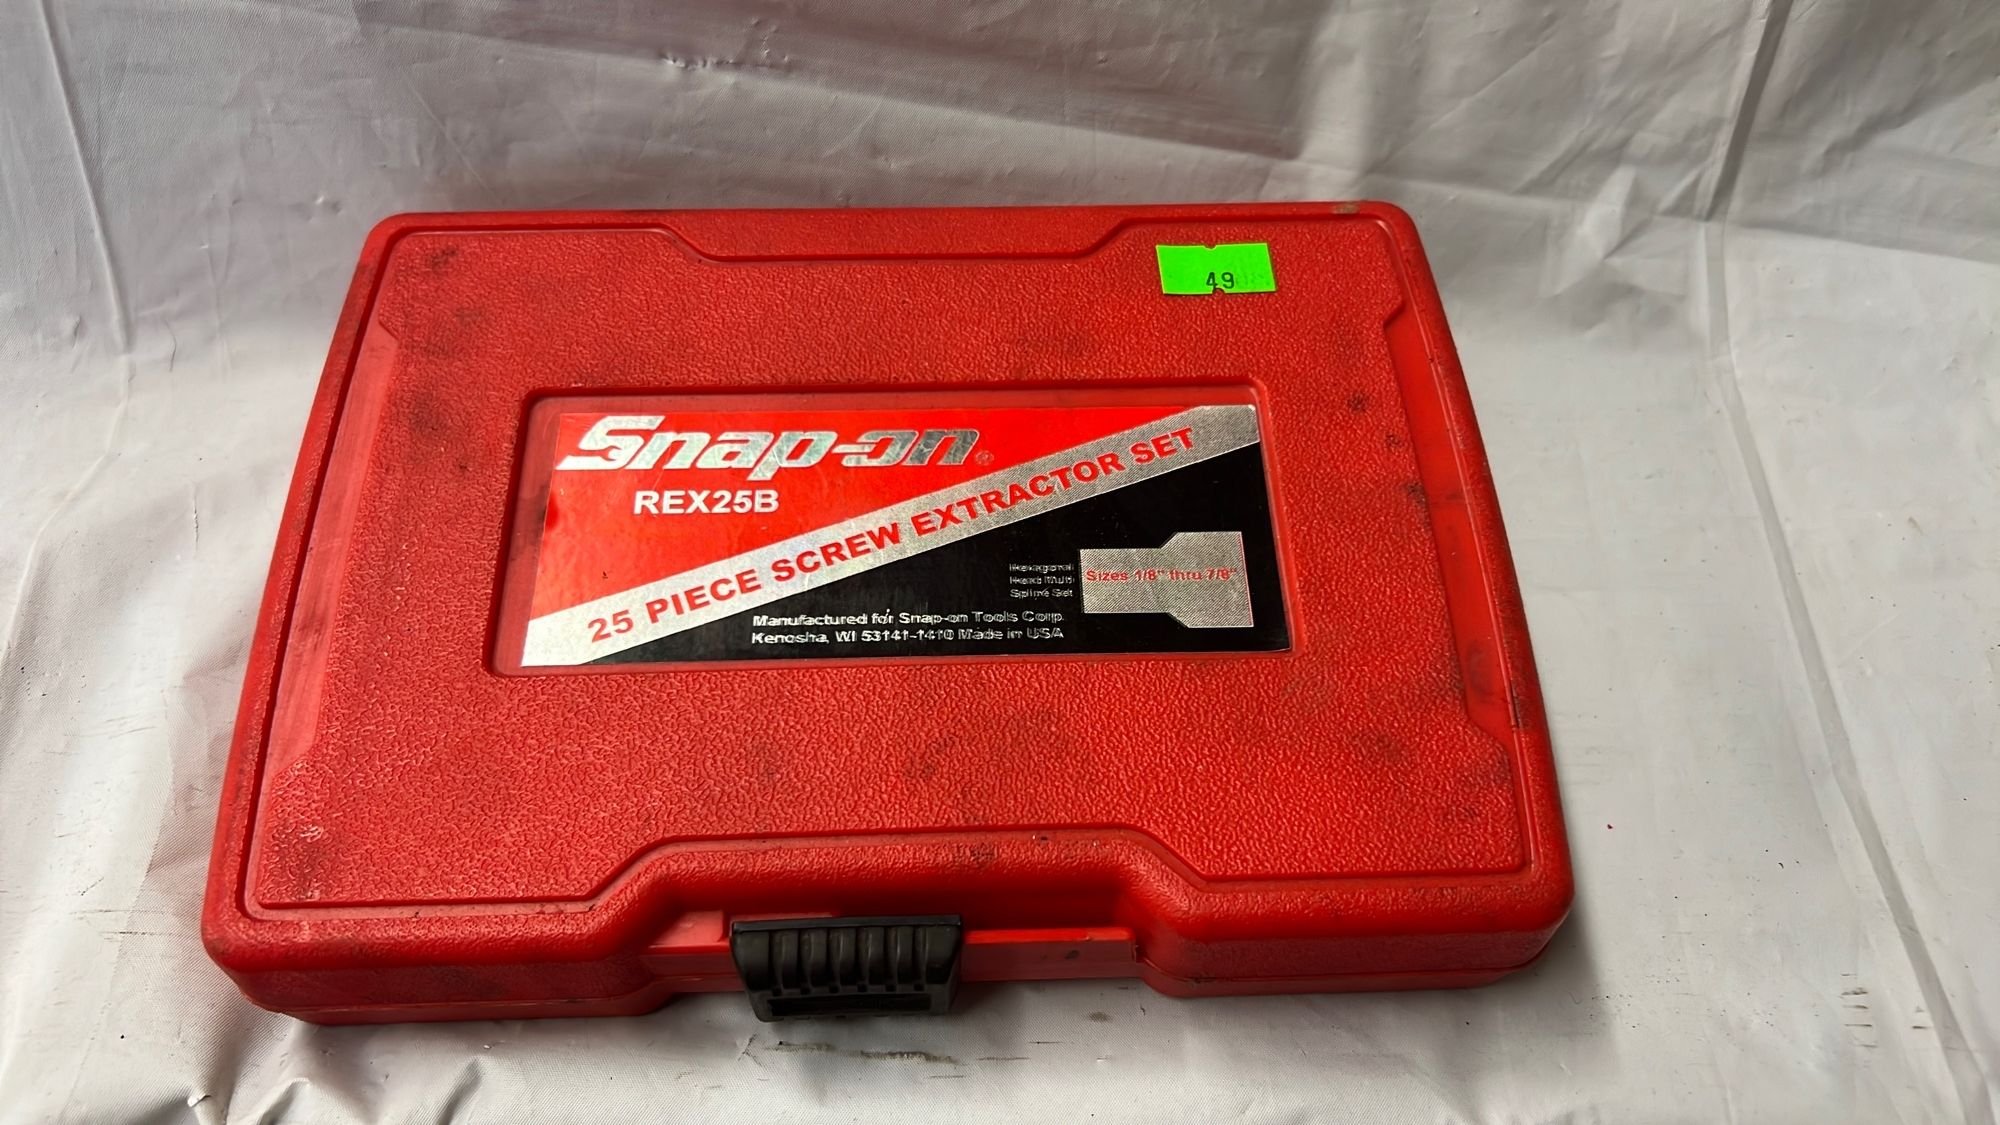 49
Snap-on®
REX25B
25 PIECE SCREW EXTRACTOR SET
Hexagonal
Head Multi
Spline Set
Sizes 1/8" thru 7/8"
Manufactured for Snap-on Tools Corp.
Kenosha, WI 53141-1410 Made in USA